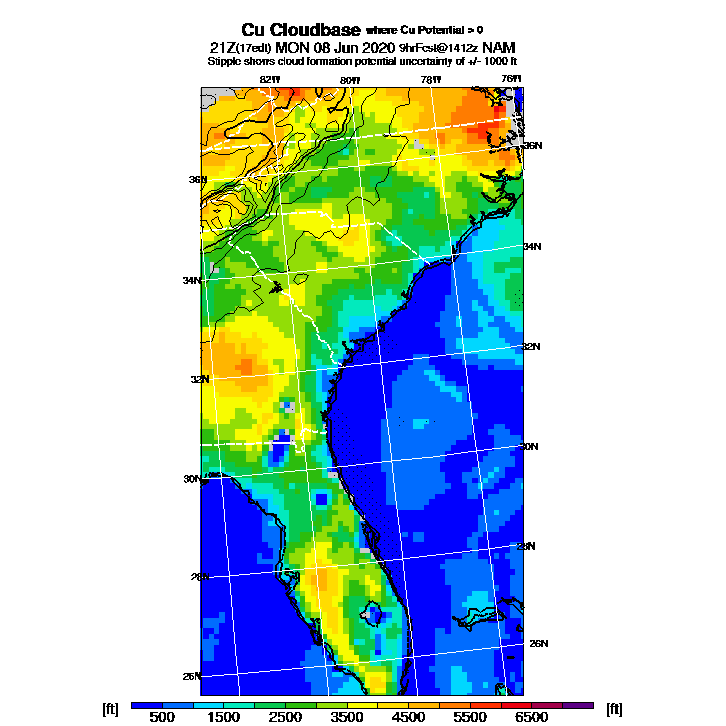 Cu Cloudbase where Cu Potential > 0
21Z(17edt) MON 08 Jun 2020 9hrFcst@1412z NAM
Stipple shows cloud formation potential uncertainty of +/- 1000 ft
82W 80W 78W 76W
36N
36N
34N
34N
32N
32N
30N
30N
28N
28N
26N
26N
[ft] 500 1500 2500 3500 4500 5500 6500 [ft]